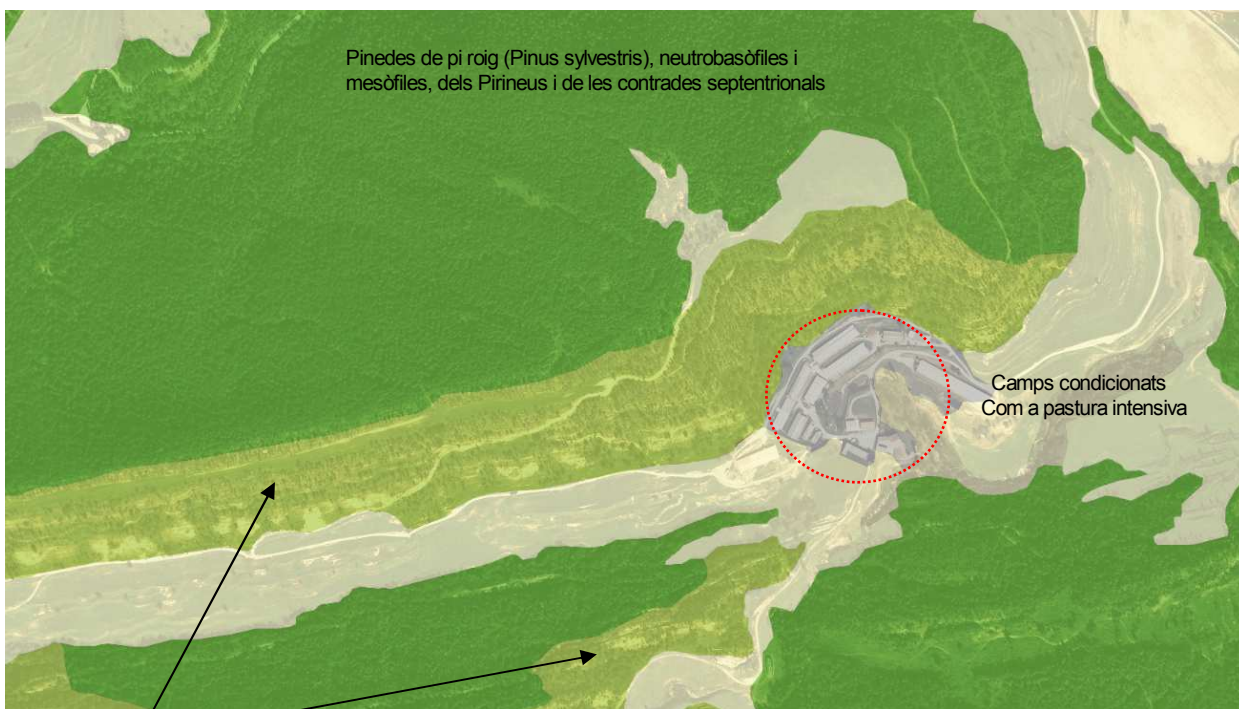 Pinedes de pi roig (Pinus sylvestris), neutrobasòfiles i
mesòfiles, dels Pirineus i de les contrades septentrionals
Camps condicionats
Com a pastura intensiva